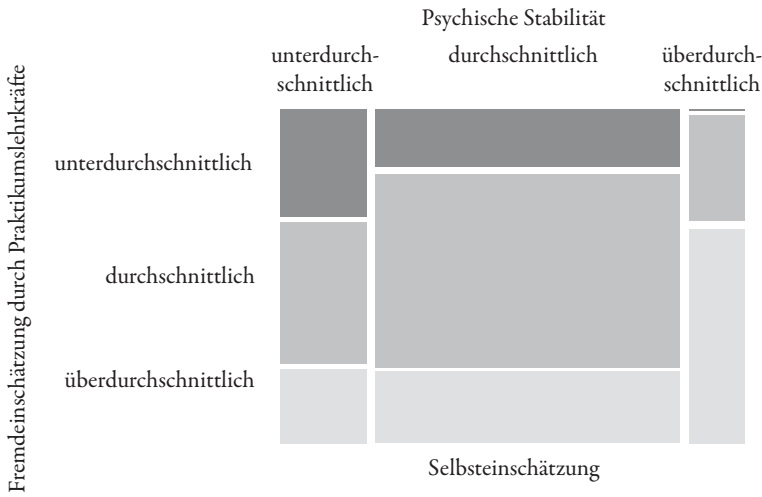 Psychische Stabilität
unterdurch-
schnittlich
durchschnittlich
überdurch-
schnittlich
Fremdeinschätzung durch Praktikumslehrkräfte
unterdurchschnittlich
durchschnittlich
überdurchschnittlich
Selbsteinschätzung